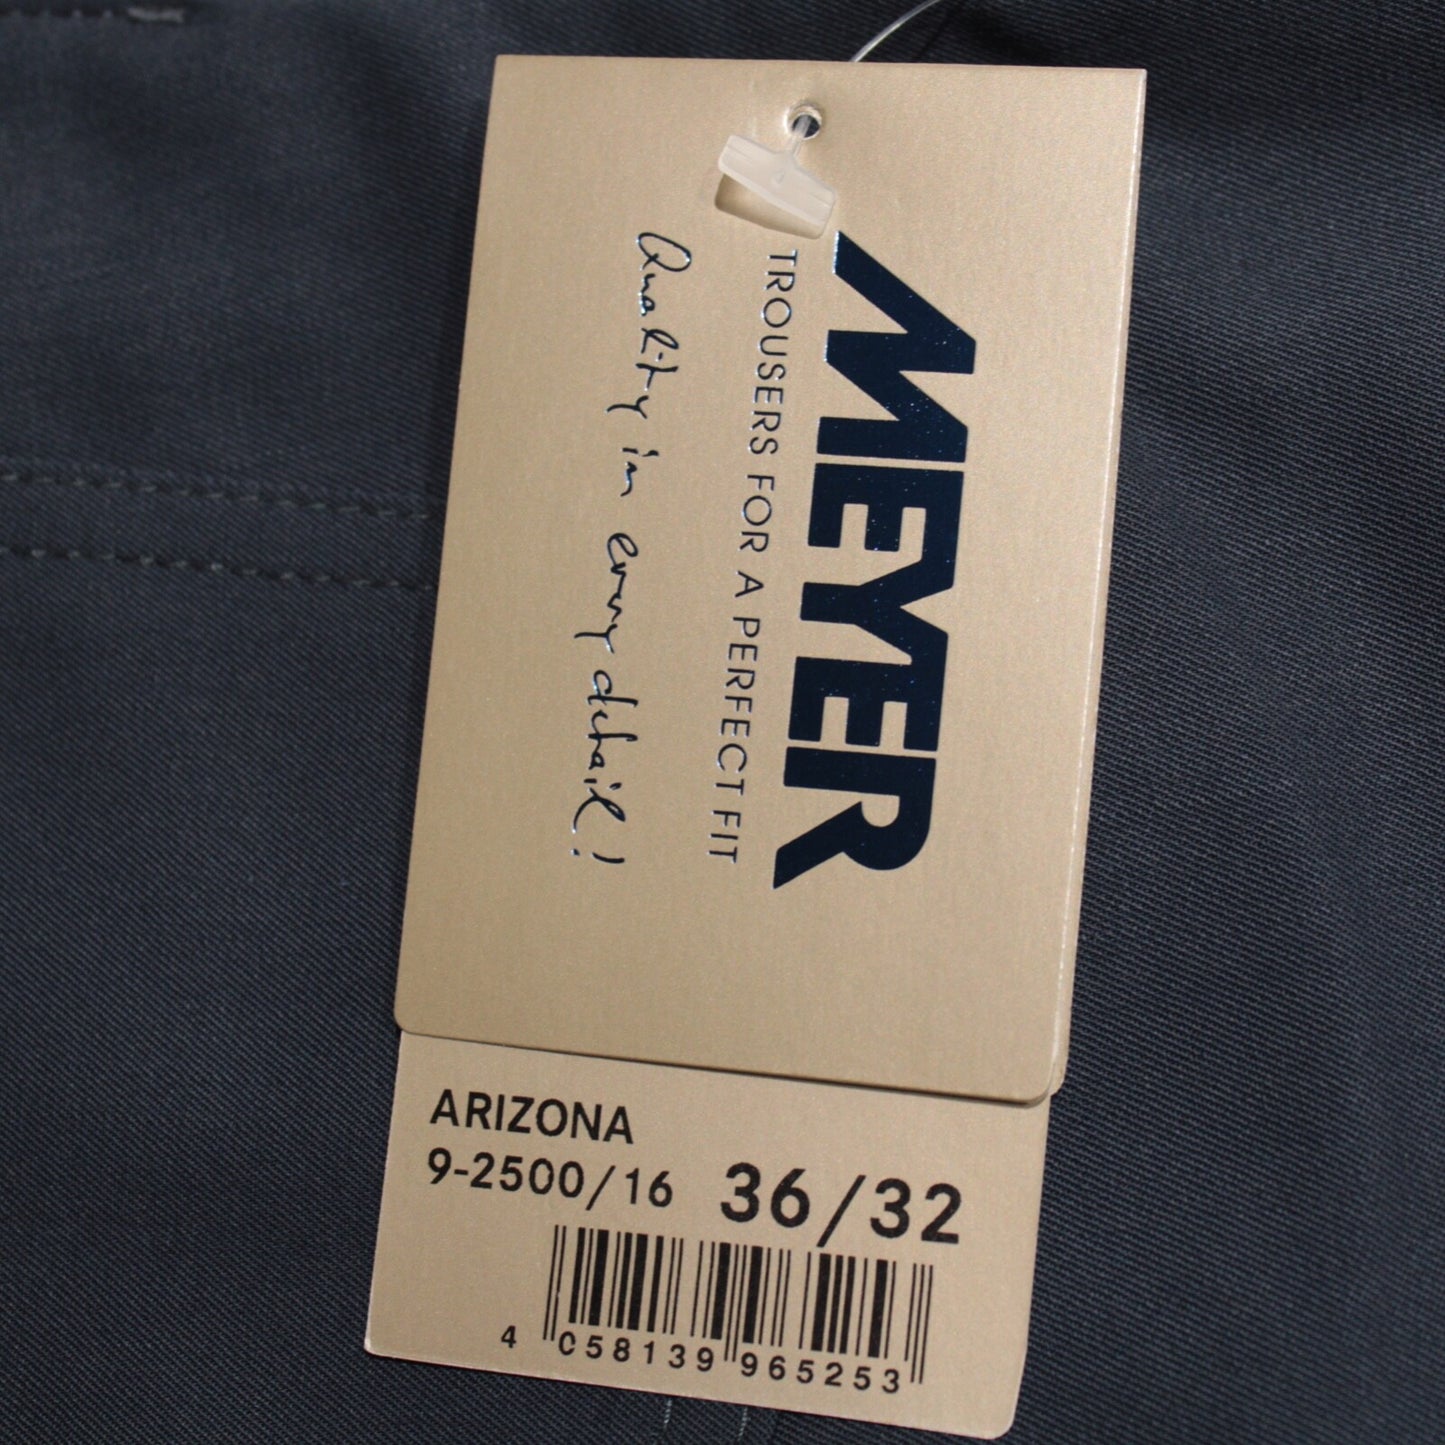 MEYER
TROUSERS FOR A PERFECT FIT
Quality in every detail!
ARIZONA
9-2500/16 36/32
4 058139 965253